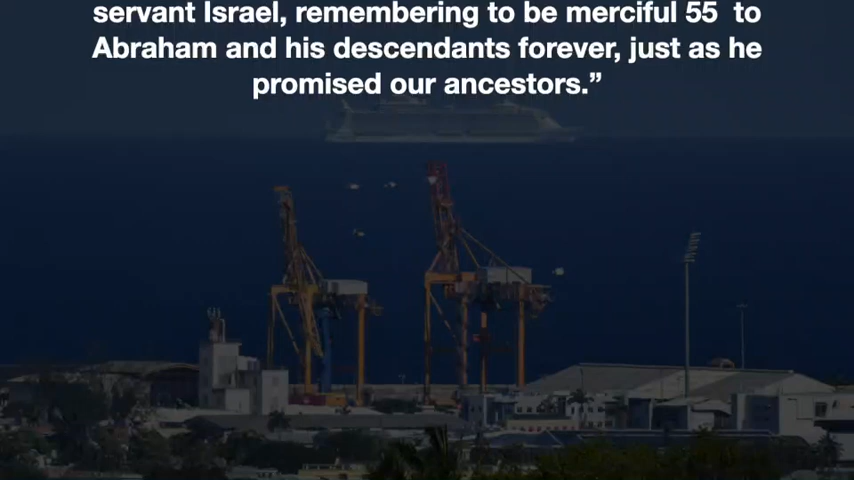 servant Israel, remembering to be merciful 55 to
Abraham and his descendants forever, just as he
promised our ancestors.”